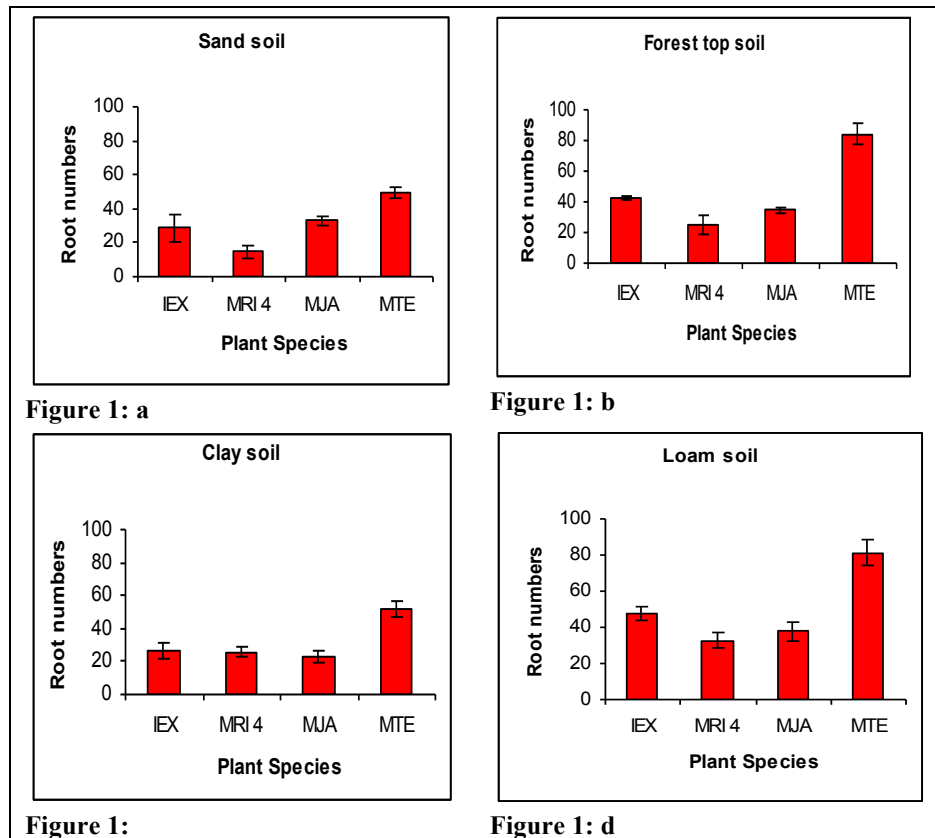 Sand soil
100
80
60
40
20
0
Root numbers
IEX MRI 4 MJA MTE
Plant Species
Figure 1: a
Forest top soil
100
80
60
40
20
0
Root numbers
IEX MRI 4 MJA MTE
Plant Species
Figure 1: b
Clay soil
100
80
60
40
20
0
Root numbers
IEX MRI 4 MJA MTE
Plant Species
Figure 1:
Loam soil
100
80
60
40
20
0
Root numbers
IEX MRI 4 MJA MTE
Plant Species
Figure 1: d